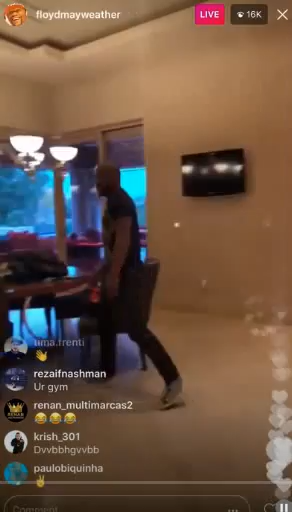 floydmayweather
LIVE
16K
tima.frenti
👋
rezaifnashman
Ur gym
renan_multimarcas2
😂😂😂
krish_301
Dvvbbhgvvbb
paulobiquinha
✌
Comment